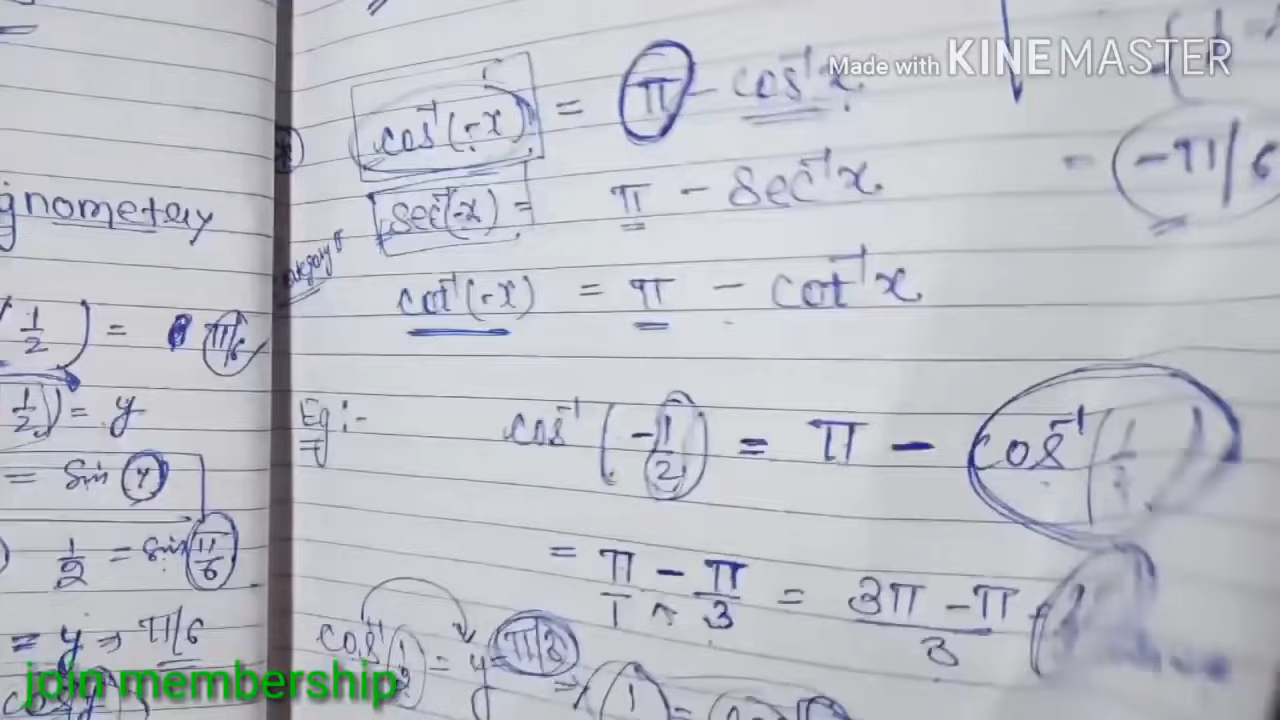 Made with KINEMASTER
cos⁻¹(-x) = π - cos⁻¹x.
sec⁻¹(-x) = π - sec⁻¹x.
cot⁻¹(-x) = π - cot⁻¹x
= -π/6
gnometry
1/2) = π/6
1/2) = y
= sin y
1/2 = sin π/6
= y ⇒ π/6
Eg:-
cos⁻¹(-1/2) = π - cos⁻¹(1/
= π/1 - π/3 = 3π - π / 3
cos⁻¹(1/2) = y = π/3
join membership